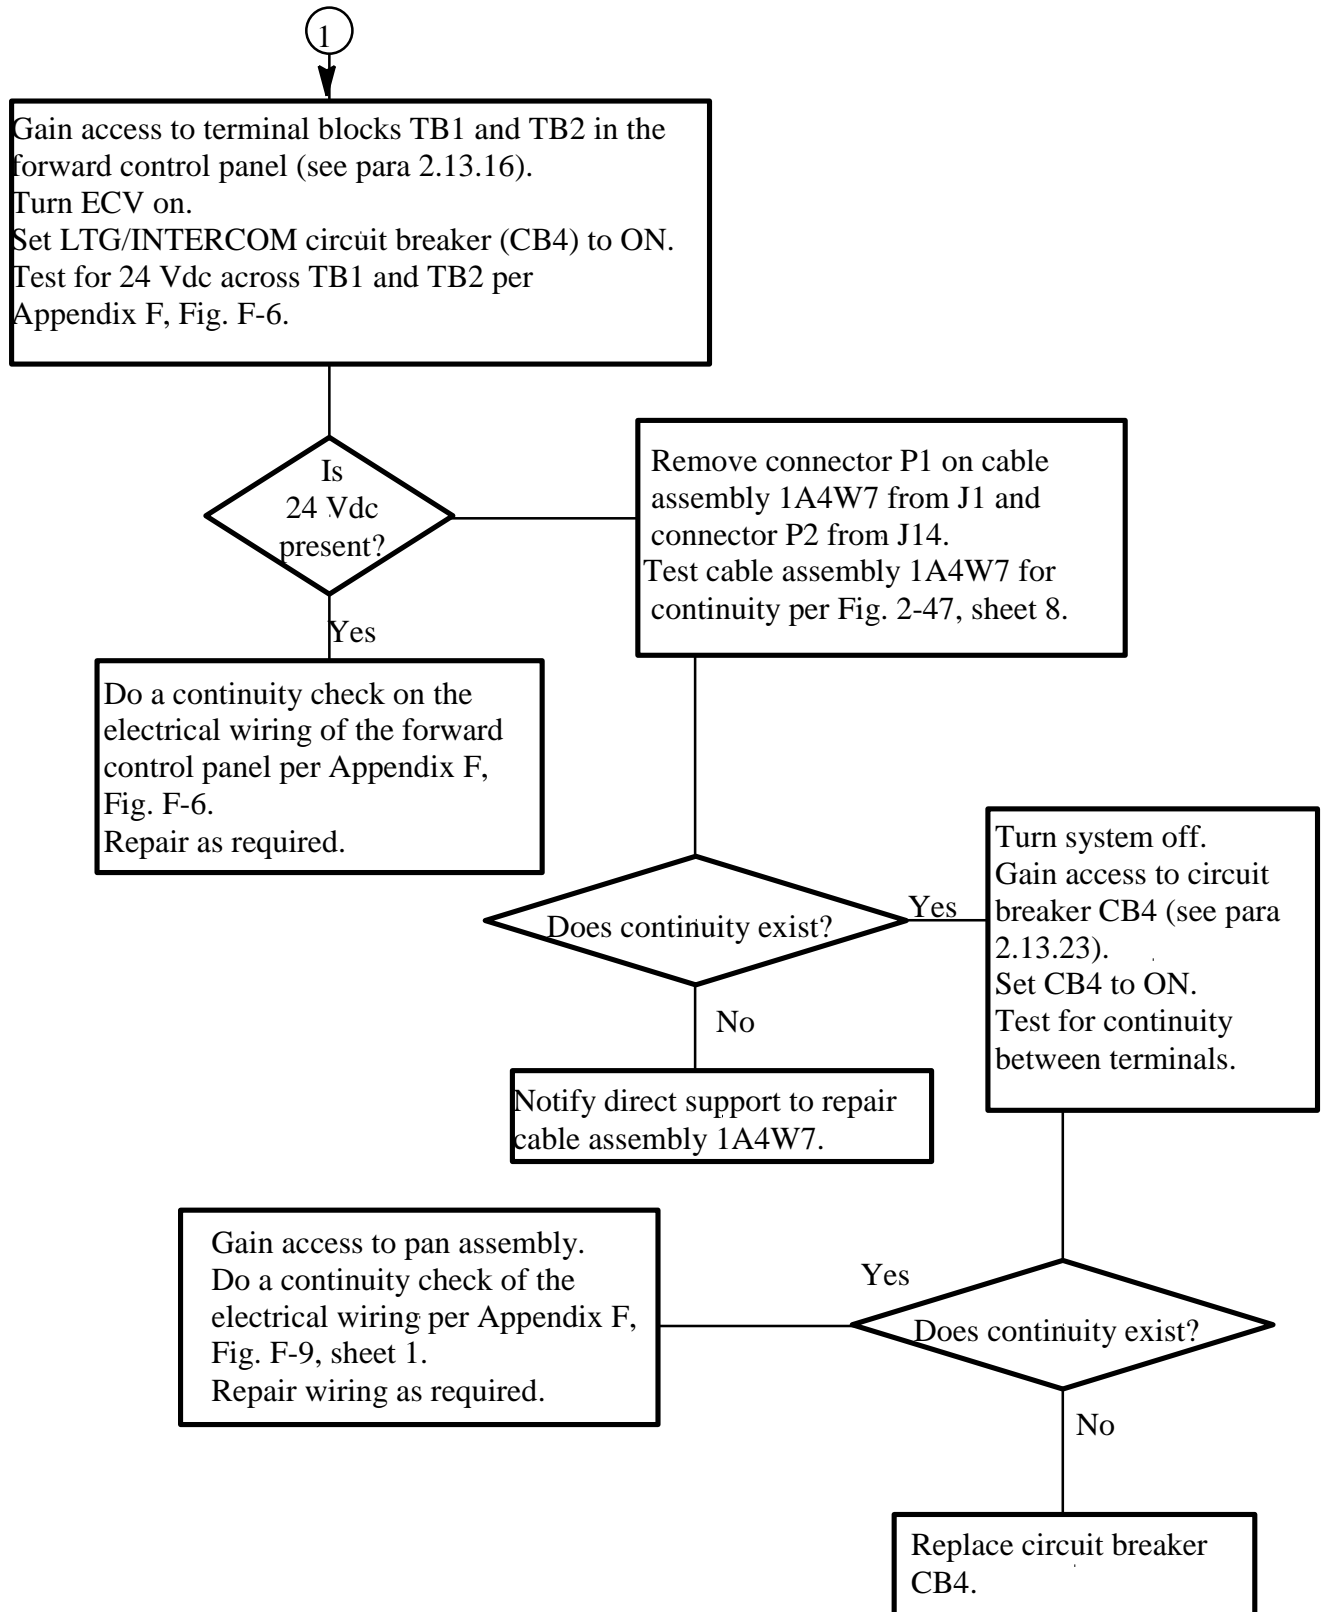 1
Gain access to terminal blocks TB1 and TB2 in the
forward control panel (see para 2.13.16).
Turn ECV on.
Set LTG/INTERCOM circuit breaker (CB4) to ON.
Test for 24 Vdc across TB1 and TB2 per
Appendix F, Fig. F-6.
Is
24 Vdc
present?
Remove connector P1 on cable
assembly 1A4W7 from J1 and
connector P2 from J14.
Test cable assembly 1A4W7 for
continuity per Fig. 2-47, sheet 8.
Yes
Do a continuity check on the
electrical wiring of the forward
control panel per Appendix F,
Fig. F-6.
Repair as required.
Does continuity exist?
Yes
Turn system off.
Gain access to circuit
breaker CB4 (see para
2.13.23).
Set CB4 to ON.
Test for continuity
between terminals.
No
Notify direct support to repair
cable assembly 1A4W7.
Gain access to pan assembly.
Do a continuity check of the
electrical wiring per Appendix F,
Fig. F-9, sheet 1.
Repair wiring as required.
Yes
Does continuity exist?
No
Replace circuit breaker
CB4.